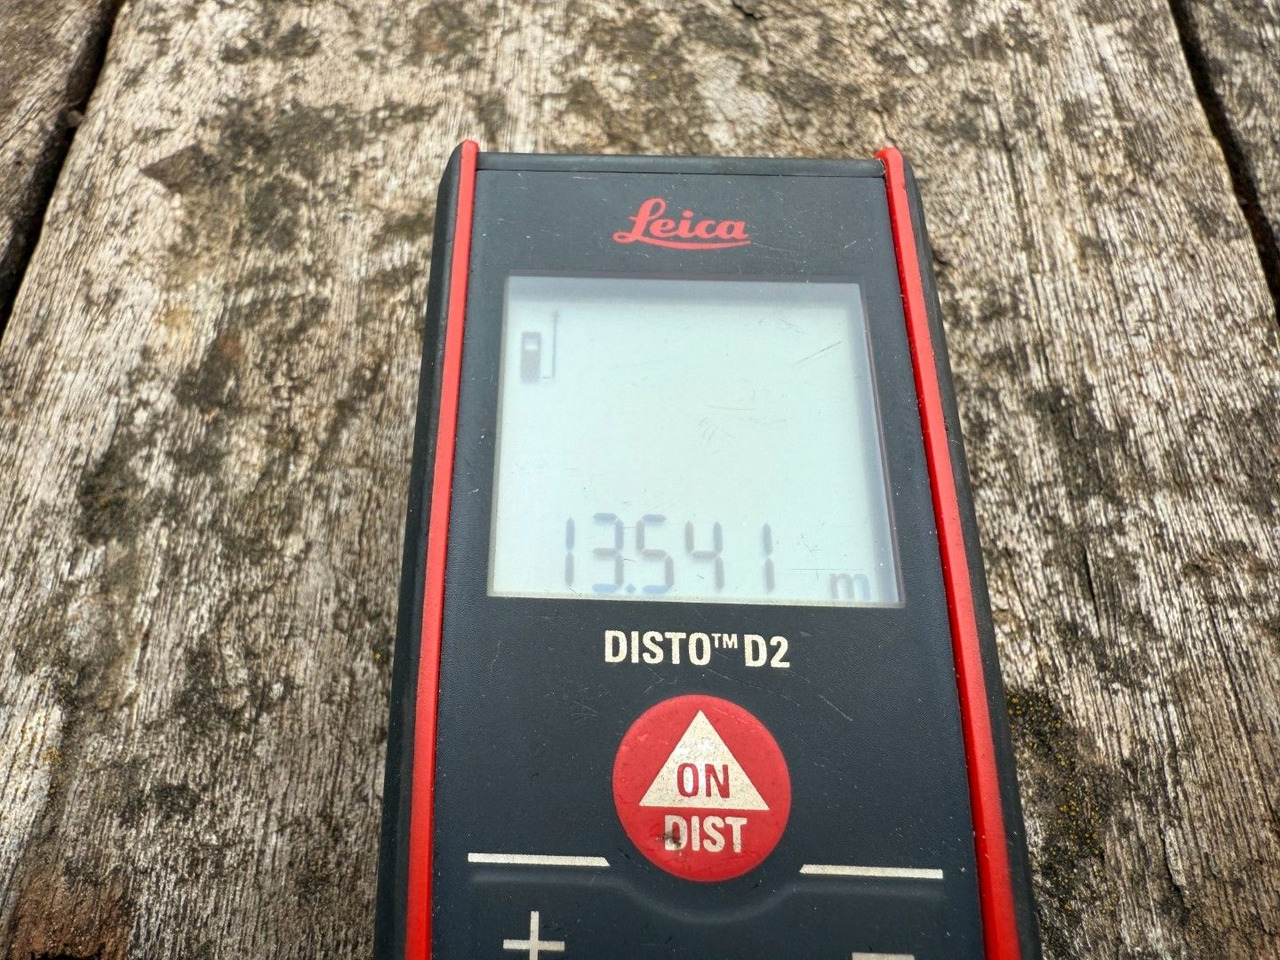 Leica
13.541 m
DISTO™ D2
ON
DIST
+